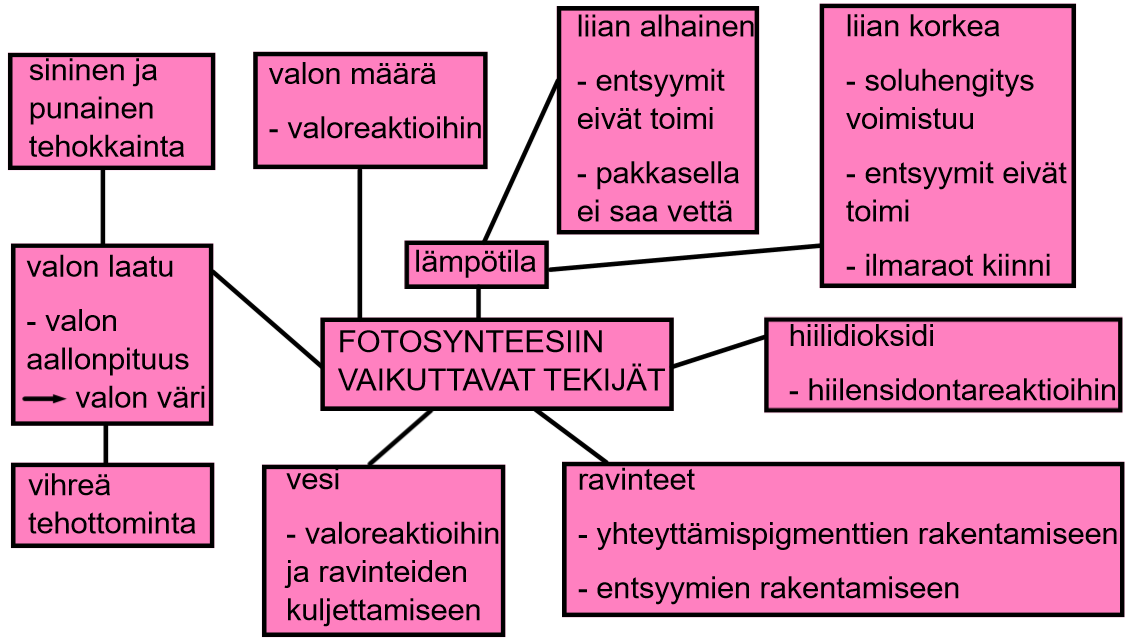 sininen ja
punainen
tehokkainta
valon määrä
- valoreaktioihin
liian alhainen
- entsyymit
eivät toimi
- pakkasella
ei saa vettä
liian korkea
- soluhengitys
voimistuu
- entsyymit eivät
toimi
- ilmaraot kiinni
valon laatu
- valon
aallonpituus
→ valon väri
lämpötila
FOTOSYNTEESIIN
VAIKUTTAVAT TEKIJÄT
hiilidioksidi
- hiilensidontareaktioihin
vihreä
tehottominta
vesi
- valoreaktioihin
ja ravinteiden
kuljettamiseen
ravinteet
- yhteyttämispigmenttien rakentamiseen
- entsyymien rakentamiseen